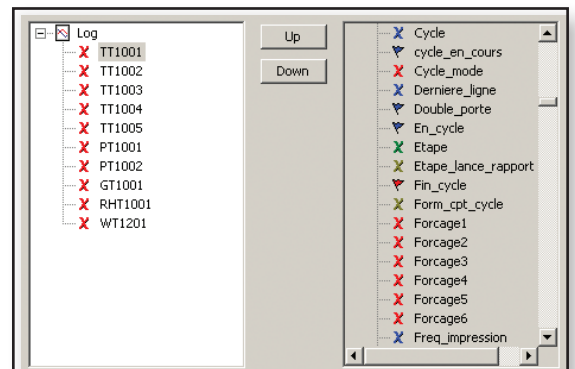 Log
TT1001
TT1002
TT1003
TT1004
TT1005
PT1001
PT1002
GT1001
RHT1001
WT1201
Up
Down
Cycle
cycle_en_cours
Cycle_mode
Derniere_ligne
Double_porte
En_cycle
Etape
Etape_lance_rapport
Fin_cycle
Form_cpt_cycle
Forcage1
Forcage2
Forcage3
Forcage4
Forcage5
Forcage6
Freq_impression